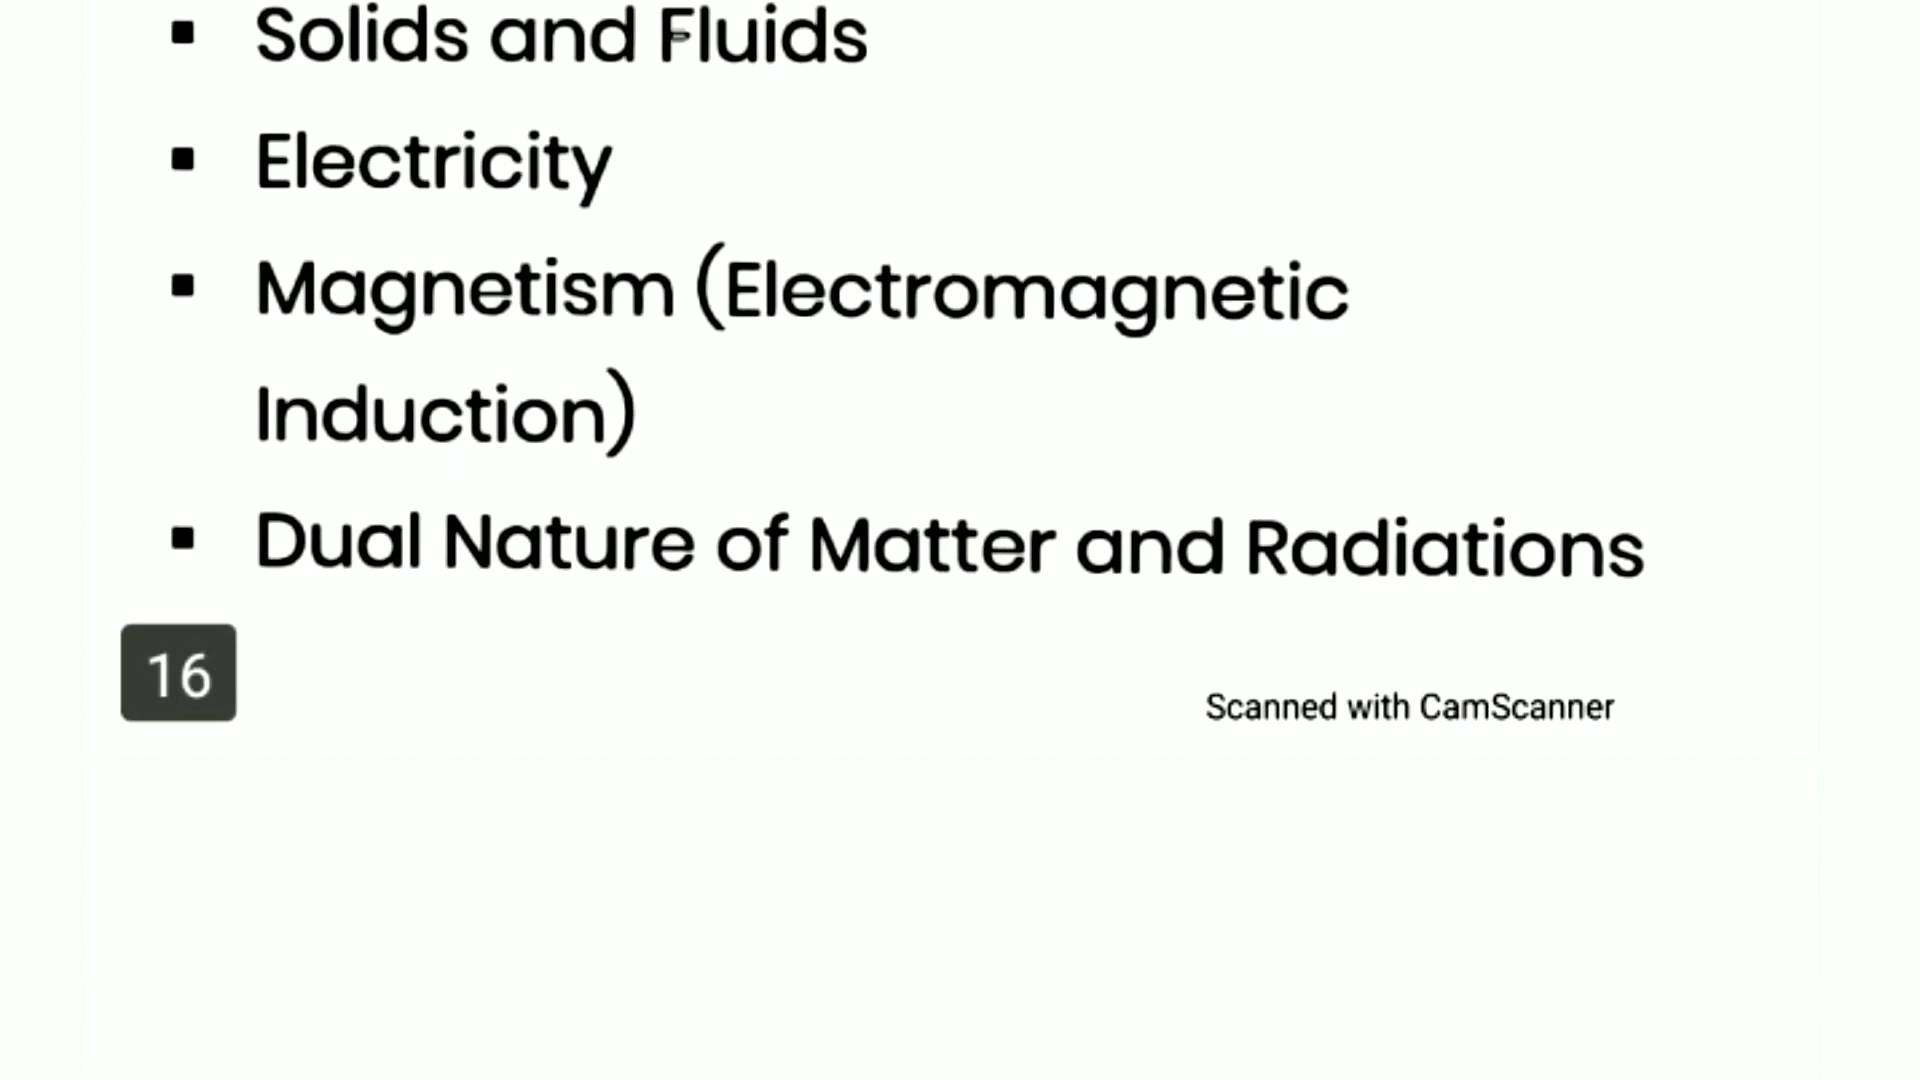 ▪ Solids and Fluids
▪ Electricity
▪ Magnetism (Electromagnetic
Induction)
▪ Dual Nature of Matter and Radiations
16
Scanned with CamScanner